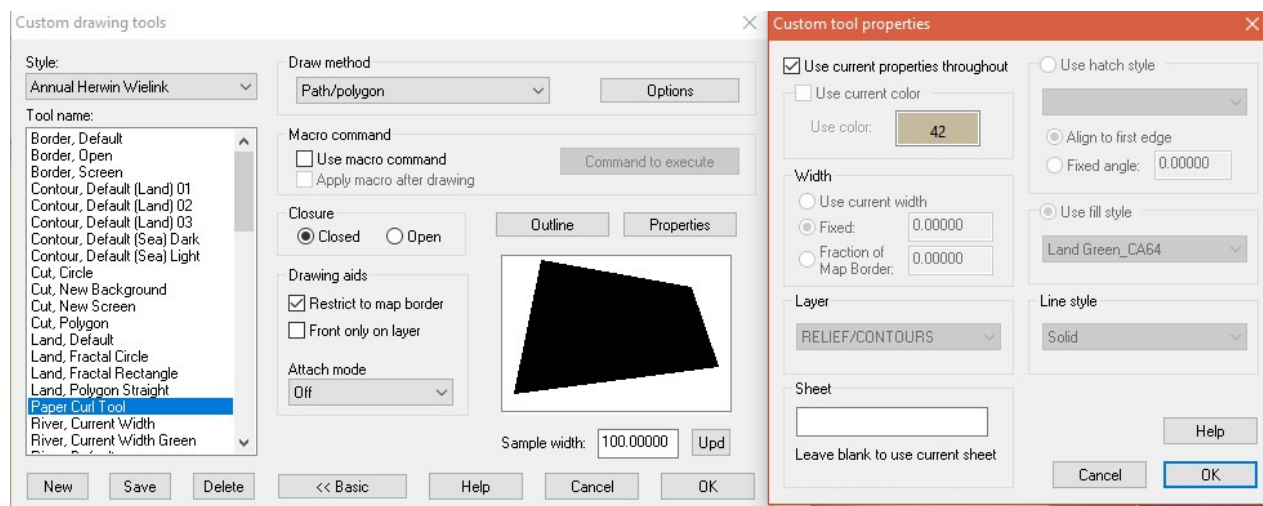 Custom drawing tools
Style:
Annual Herwin Wielink
Tool name:
Border, Default
Border, Open
Border, Screen
Contour, Default (Land) 01
Contour, Default (Land) 02
Contour, Default (Land) 03
Contour, Default (Sea) Dark
Contour, Default (Sea) Light
Cut, Circle
Cut, New Background
Cut, New Screen
Cut, Polygon
Land, Default
Land, Fractal Circle
Land, Fractal Rectangle
Land, Polygon Straight
Paper Curl Tool
River, Current Width
River, Current Width Green
New Save Delete
Draw method
Path/polygon Options
Macro command
Use macro command Command to execute
Apply macro after drawing
Closure
Closed Open
Outline Properties
Drawing aids
Restrict to map border
Front only on layer
Attach mode
Off
Sample width: 100.00000 Upd
<< Basic Help Cancel OK
Custom tool properties
Use current properties throughout
Use current color
Use color: 42
Width
Use current width
Fixed: 0.00000
Fraction of
Map Border: 0.00000
Layer
RELIEF/CONTOURS
Sheet
Leave blank to use current sheet
Use hatch style
Align to first edge
Fixed angle: 0.00000
Use fill style
Land Green_CA64
Line style
Solid
Help
Cancel OK